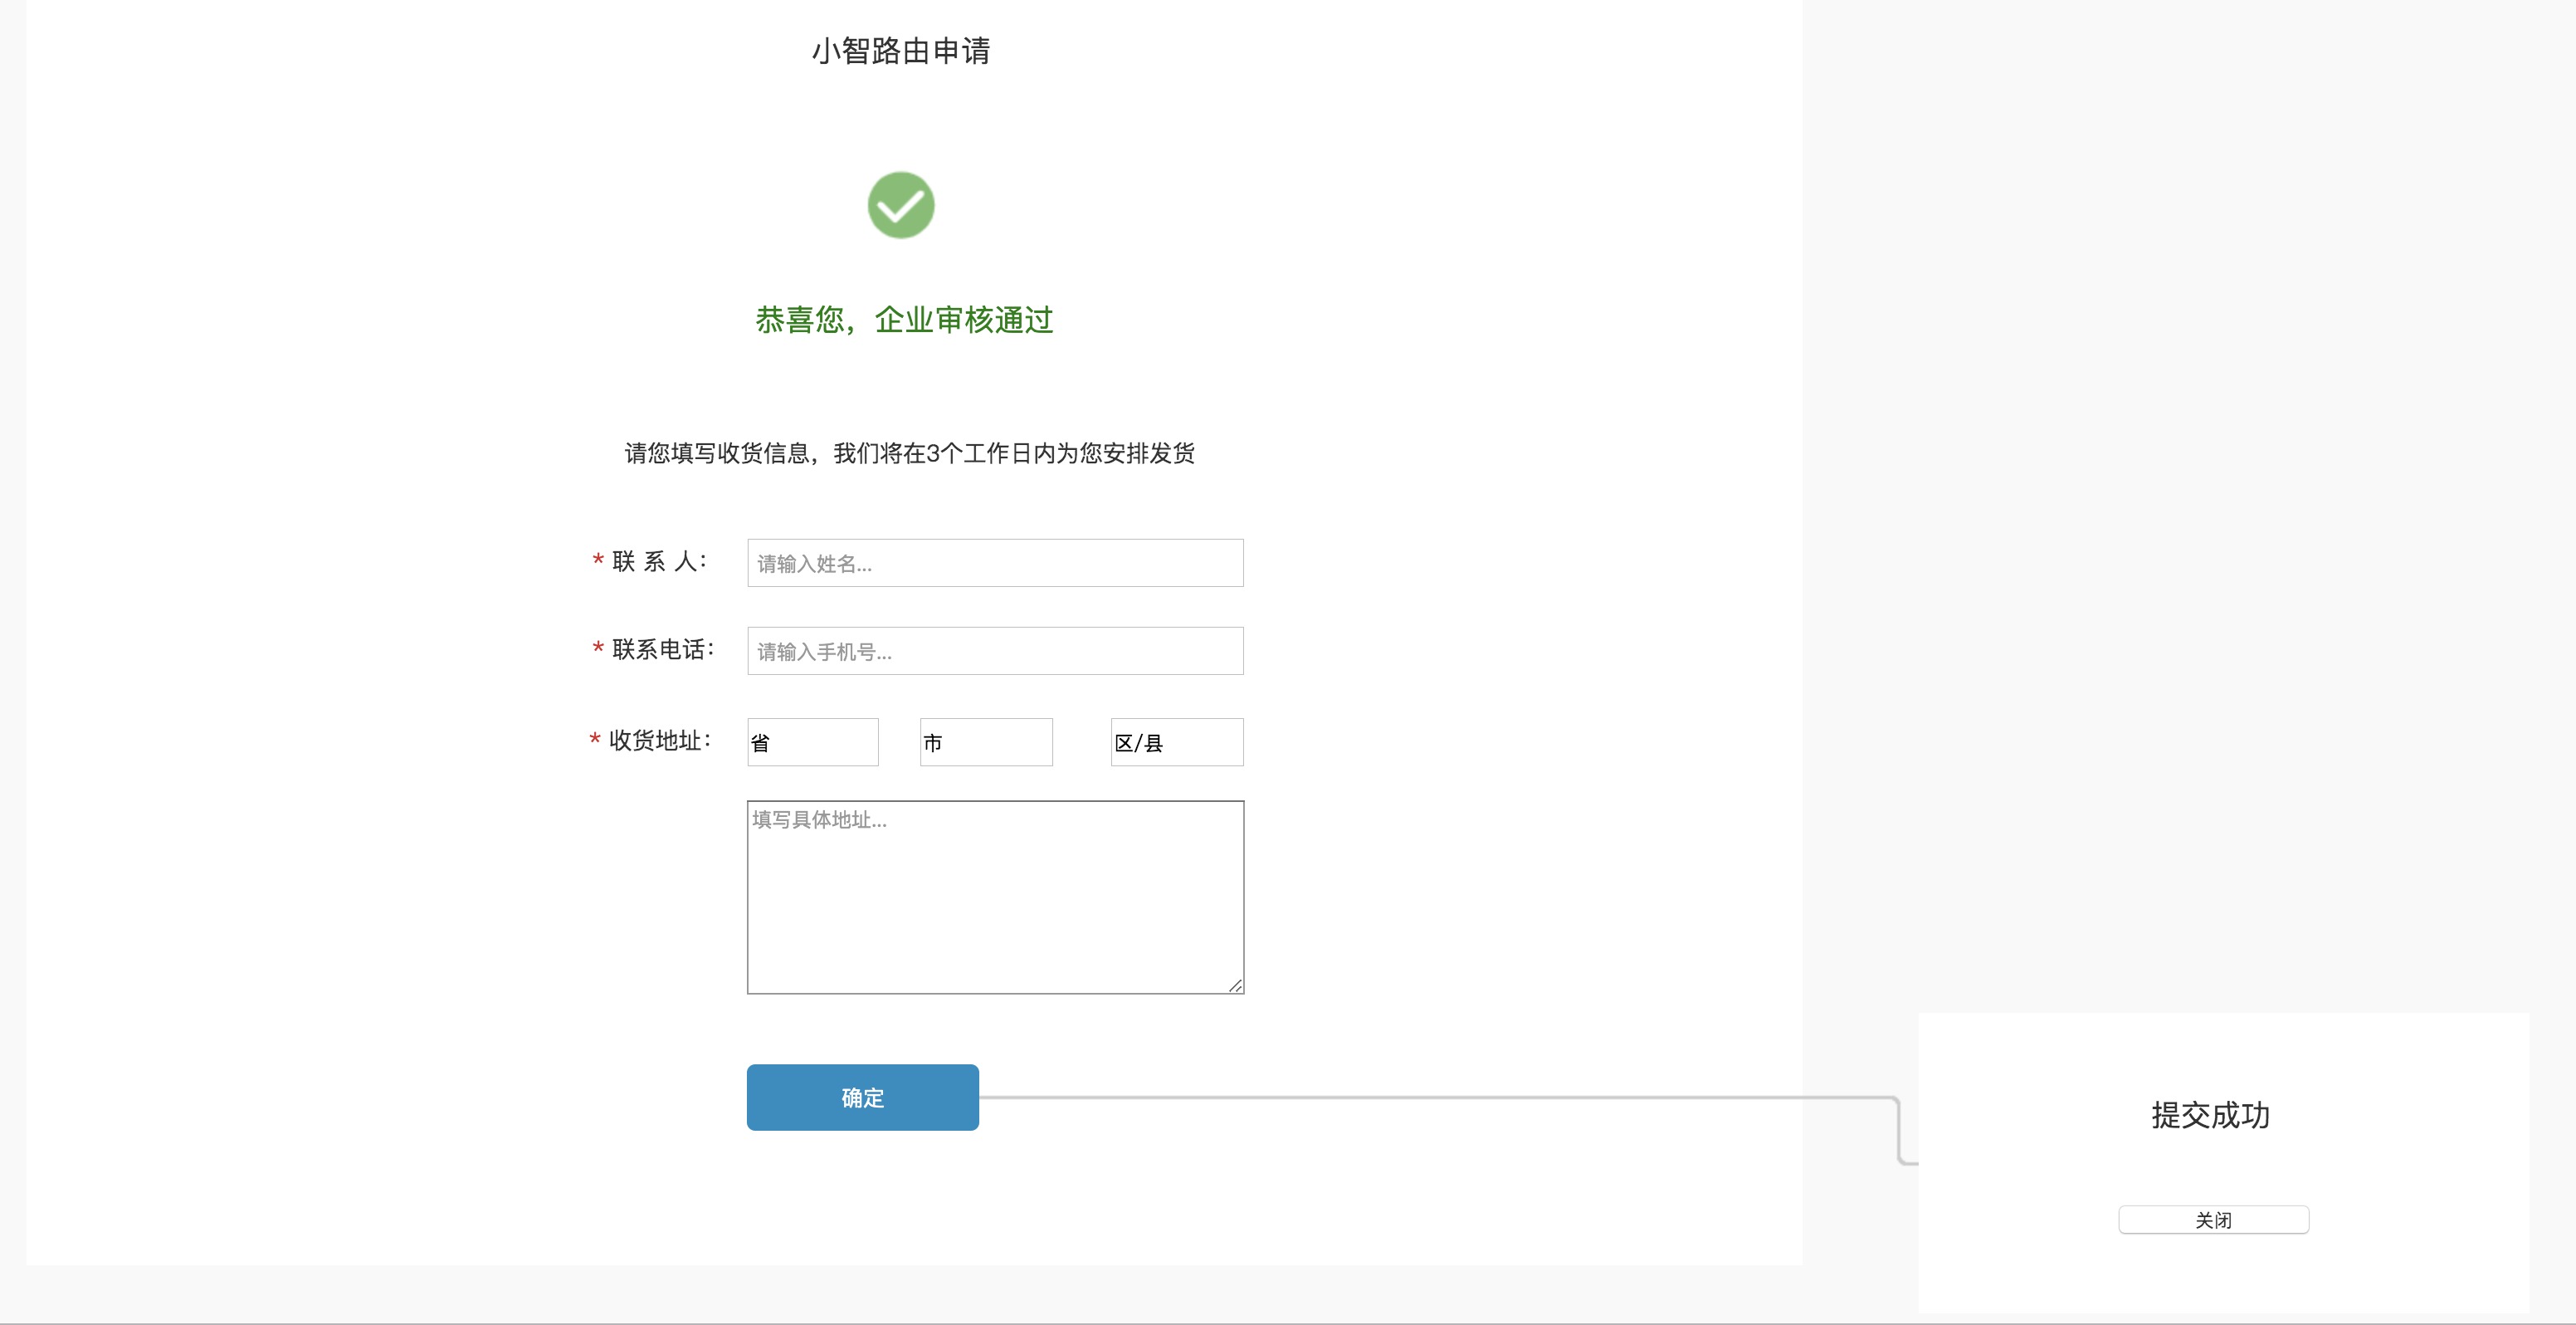 小智路由申请
恭喜您，企业审核通过
请您填写收货信息，我们将在3个工作日内为您安排发货
* 联 系 人： 请输入姓名...
* 联系电话： 请输入手机号...
* 收货地址： 省 市 区/县
填写具体地址...
确定
提交成功
关闭